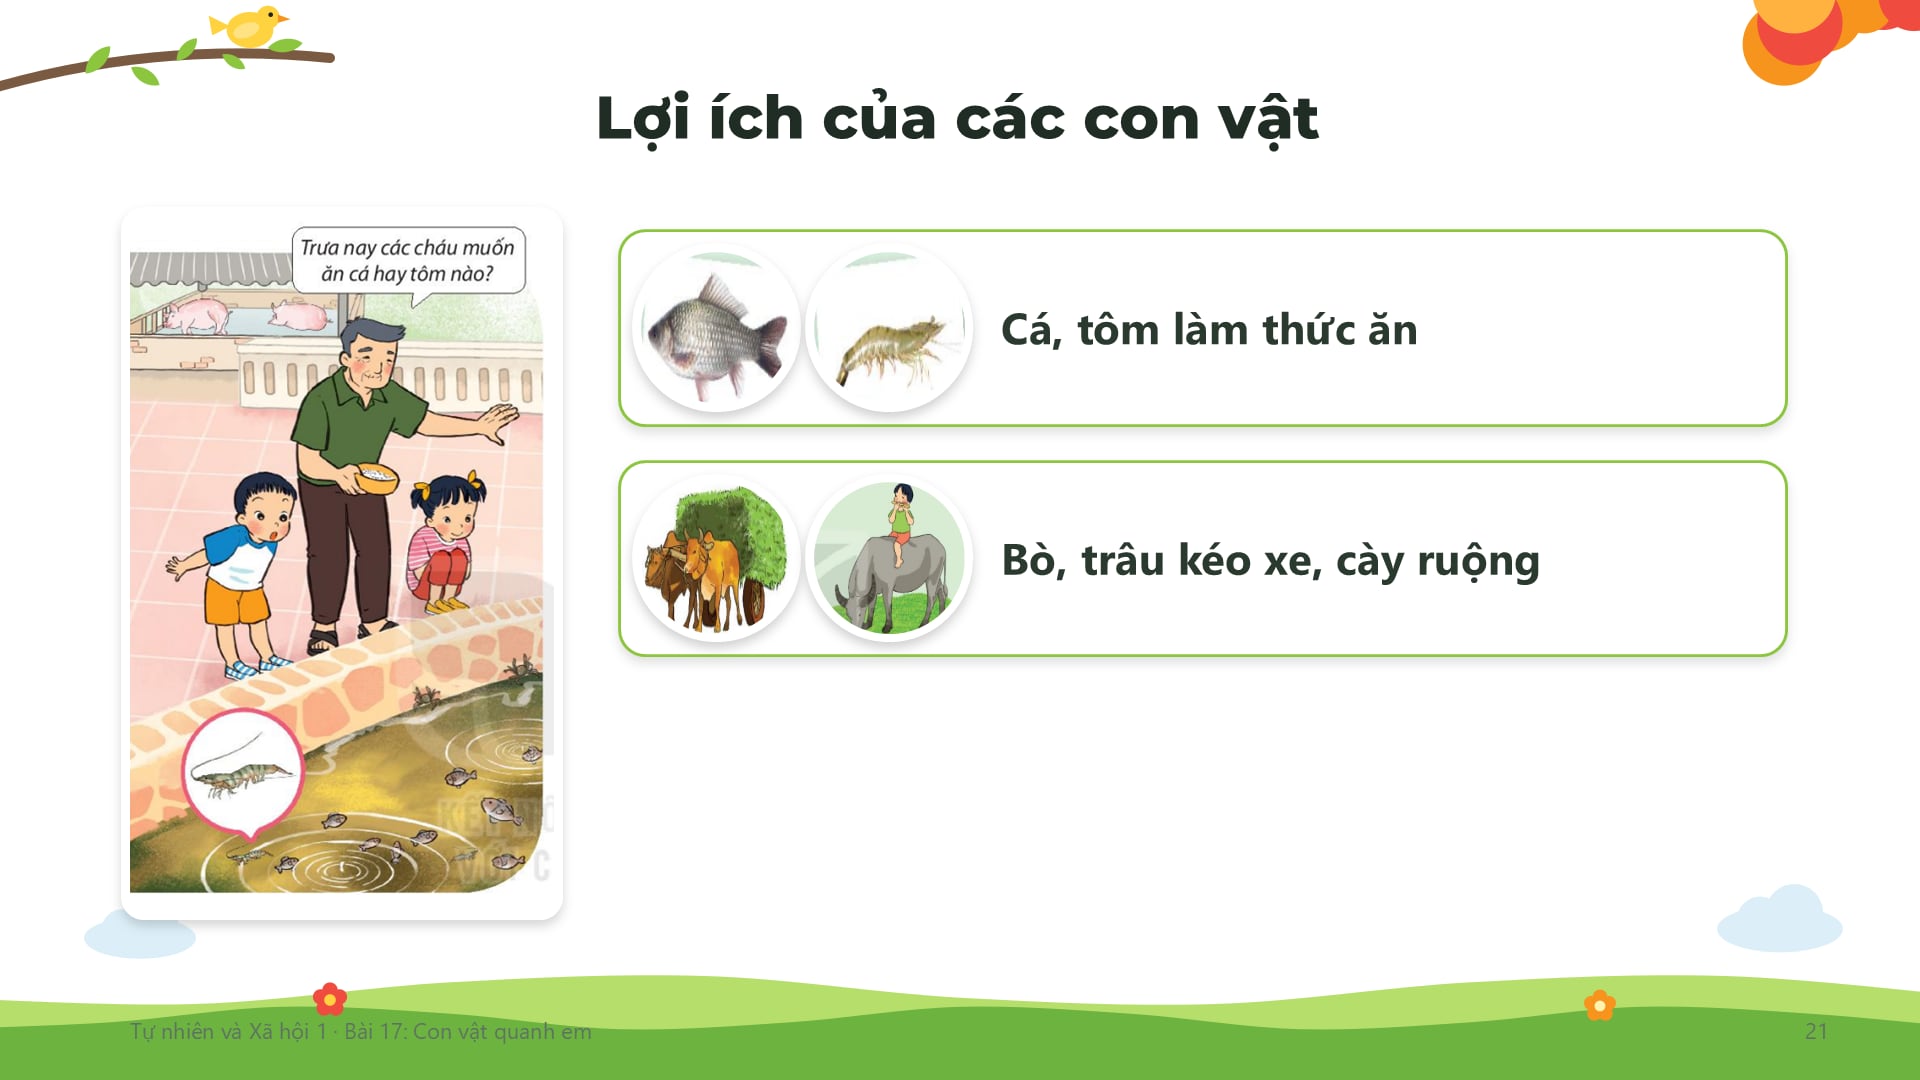 Lợi ích của các con vật
Trưa nay các cháu muốn
ăn cá hay tôm nào?
Cá, tôm làm thức ăn
Bò, trâu kéo xe, cày ruộng
Tự nhiên và Xã hội 1 · Bài 17: Con vật quanh em
21